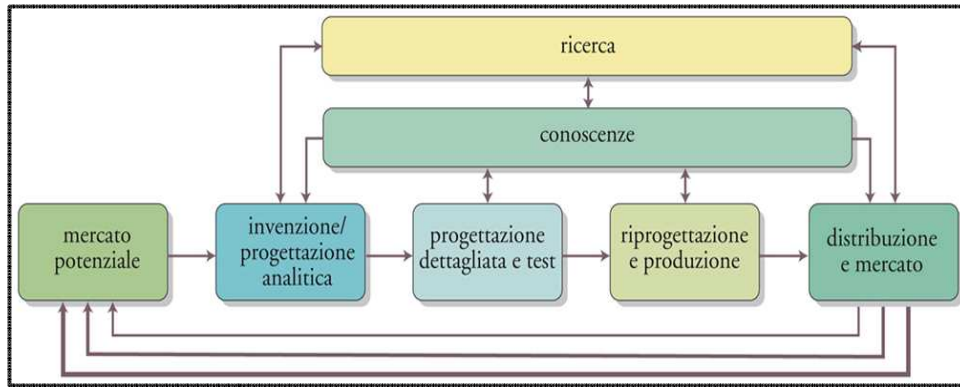 ricerca
conoscenze
mercato
potenziale
invenzione/
progettazione
analitica
progettazione
dettagliata e test
riprogettazione
e produzione
distribuzione
e mercato